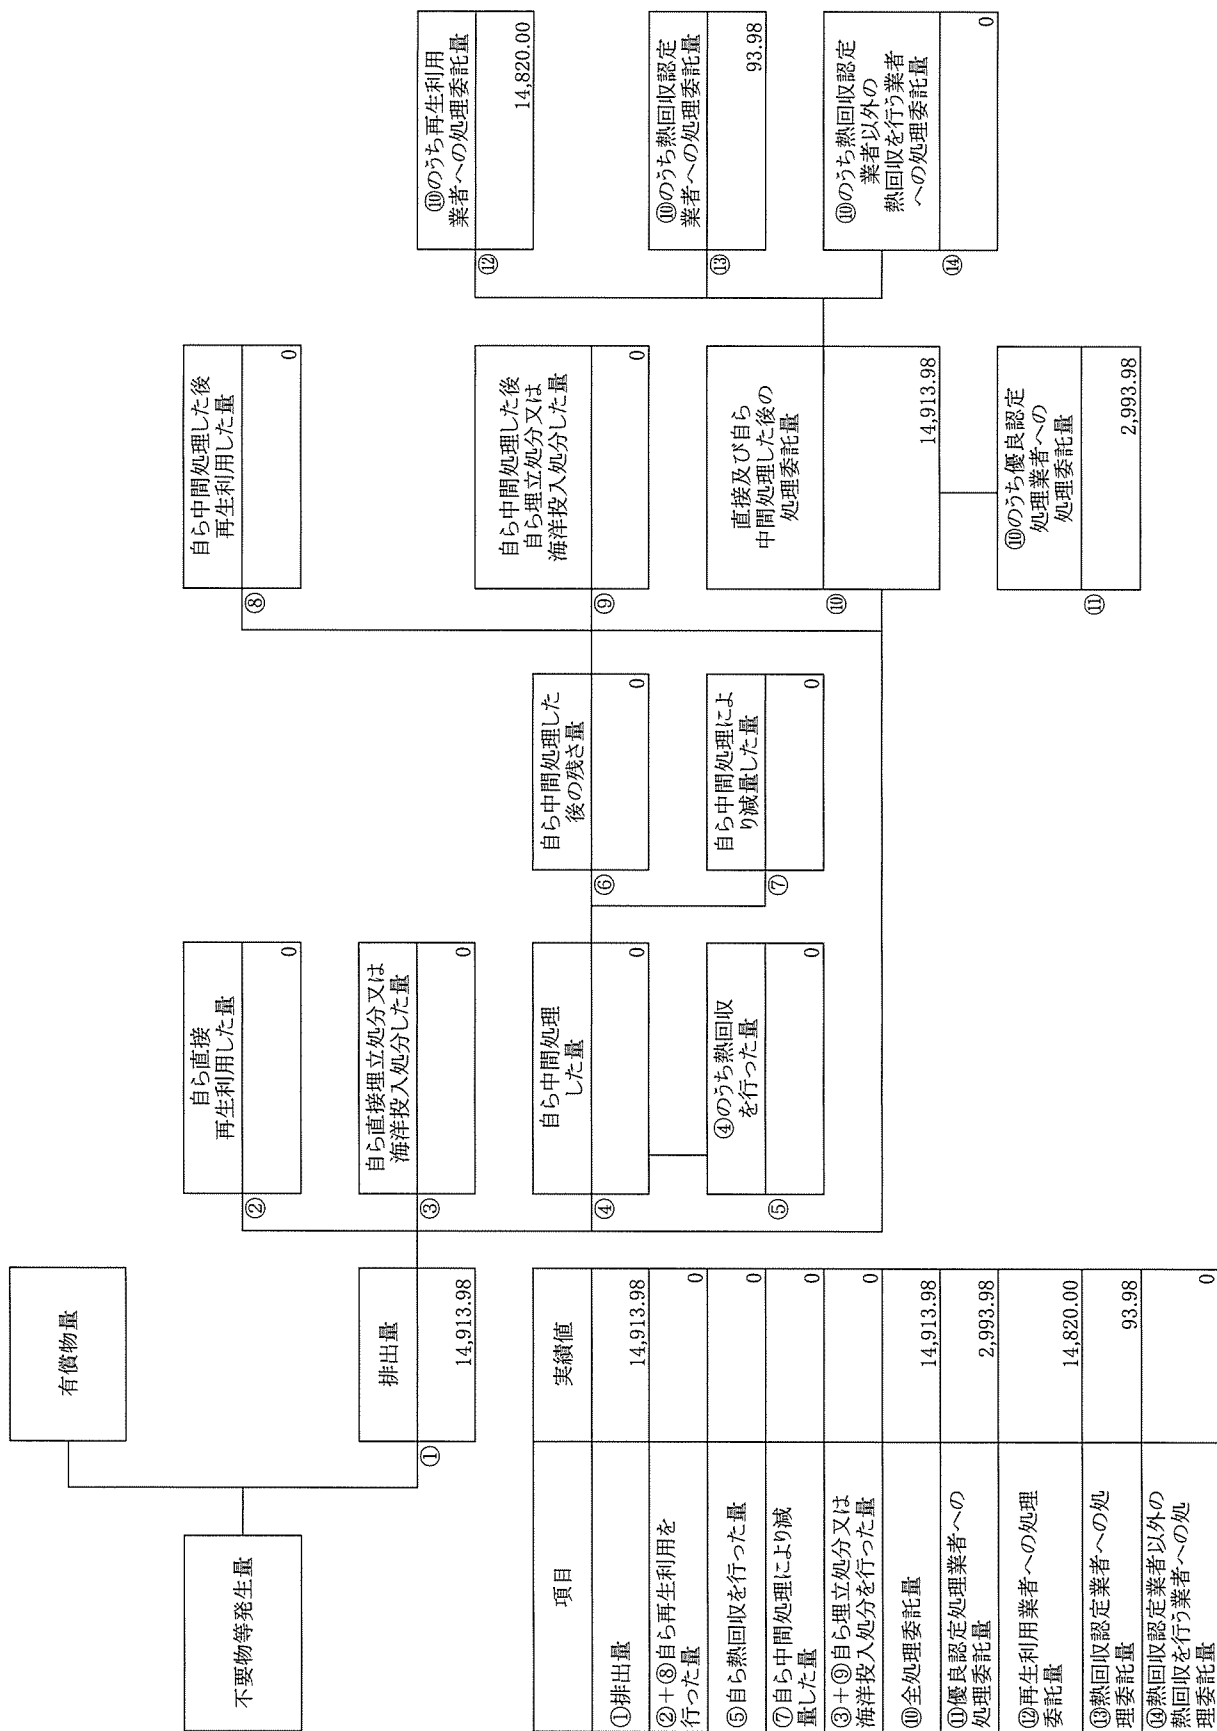 不要物等発生量
有償物量
①
排出量
14,913.98
②
自ら直接
再生利用した量
0
③
自ら直接埋立処分又は
海洋投入処分した量
0
④
自ら中間処理
した量
0
⑤
④のうち熱回収
を行った量
0
⑥
自ら中間処理した
後の残さ量
0
⑦
自ら中間処理によ
り減量した量
0
⑧
自ら中間処理した後
再生利用した量
0
⑨
自ら中間処理した後
自ら埋立処分又は
海洋投入処分した量
0
⑩
直接及び自ら
中間処理した後の
処理委託量
14,913.98
⑪
⑩のうち優良認定
処理業者への
処理委託量
2,993.98
⑫
⑩のうち再生利用
業者への処理委託量
14,820.00
⑬
⑩のうち熱回収認定
業者への処理委託量
93.98
⑭
⑩のうち熱回収認定
業者以外の
熱回収を行う業者
への処理委託量
0
項目 実績値
①排出量 14,913.98
②+⑧自ら再生利用を
行った量 0
⑤自ら熱回収を行った量 0
⑦自ら中間処理により減
量した量 0
③+⑨自ら埋立処分又は
海洋投入処分を行った量 0
⑩全処理委託量 14,913.98
⑪優良認定処理業者への
処理委託量 2,993.98
⑫再生利用業者への処理
委託量 14,820.00
⑬熱回収認定業者への処
理委託量 93.98
⑭熱回収認定業者以外の
熱回収を行う業者への処
理委託量 0